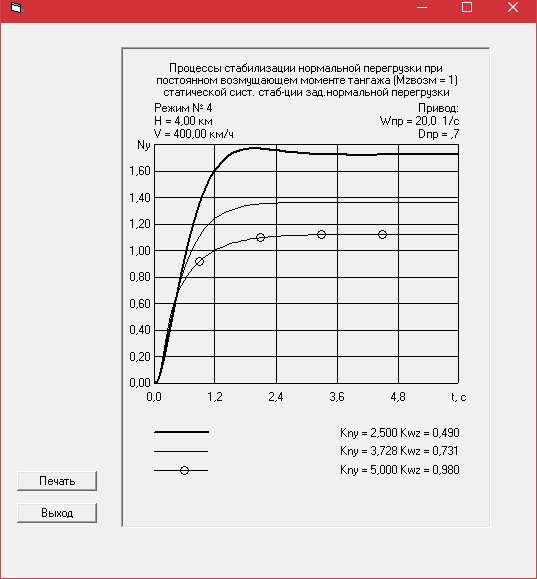 Процессы стабилизации нормальной перегрузки при
постоянном возмущающем моменте тангажа (Mzвозм = 1)
статической сист. стаб-ции зад.нормальной перегрузки
Режим № 4 Привод:
H = 4,00 км Wпр = 20,0 1/с
V = 400,00 км/ч Dпр = ,7
Ny
1,60
1,40
1,20
1,00
0,80
0,60
0,40
0,20
0,00
0,0 1,2 2,4 3,6 4,8 t, с
Kny = 2,500 Kwz = 0,490
Kny = 3,728 Kwz = 0,731
Kny = 5,000 Kwz = 0,980
Печать
Выход